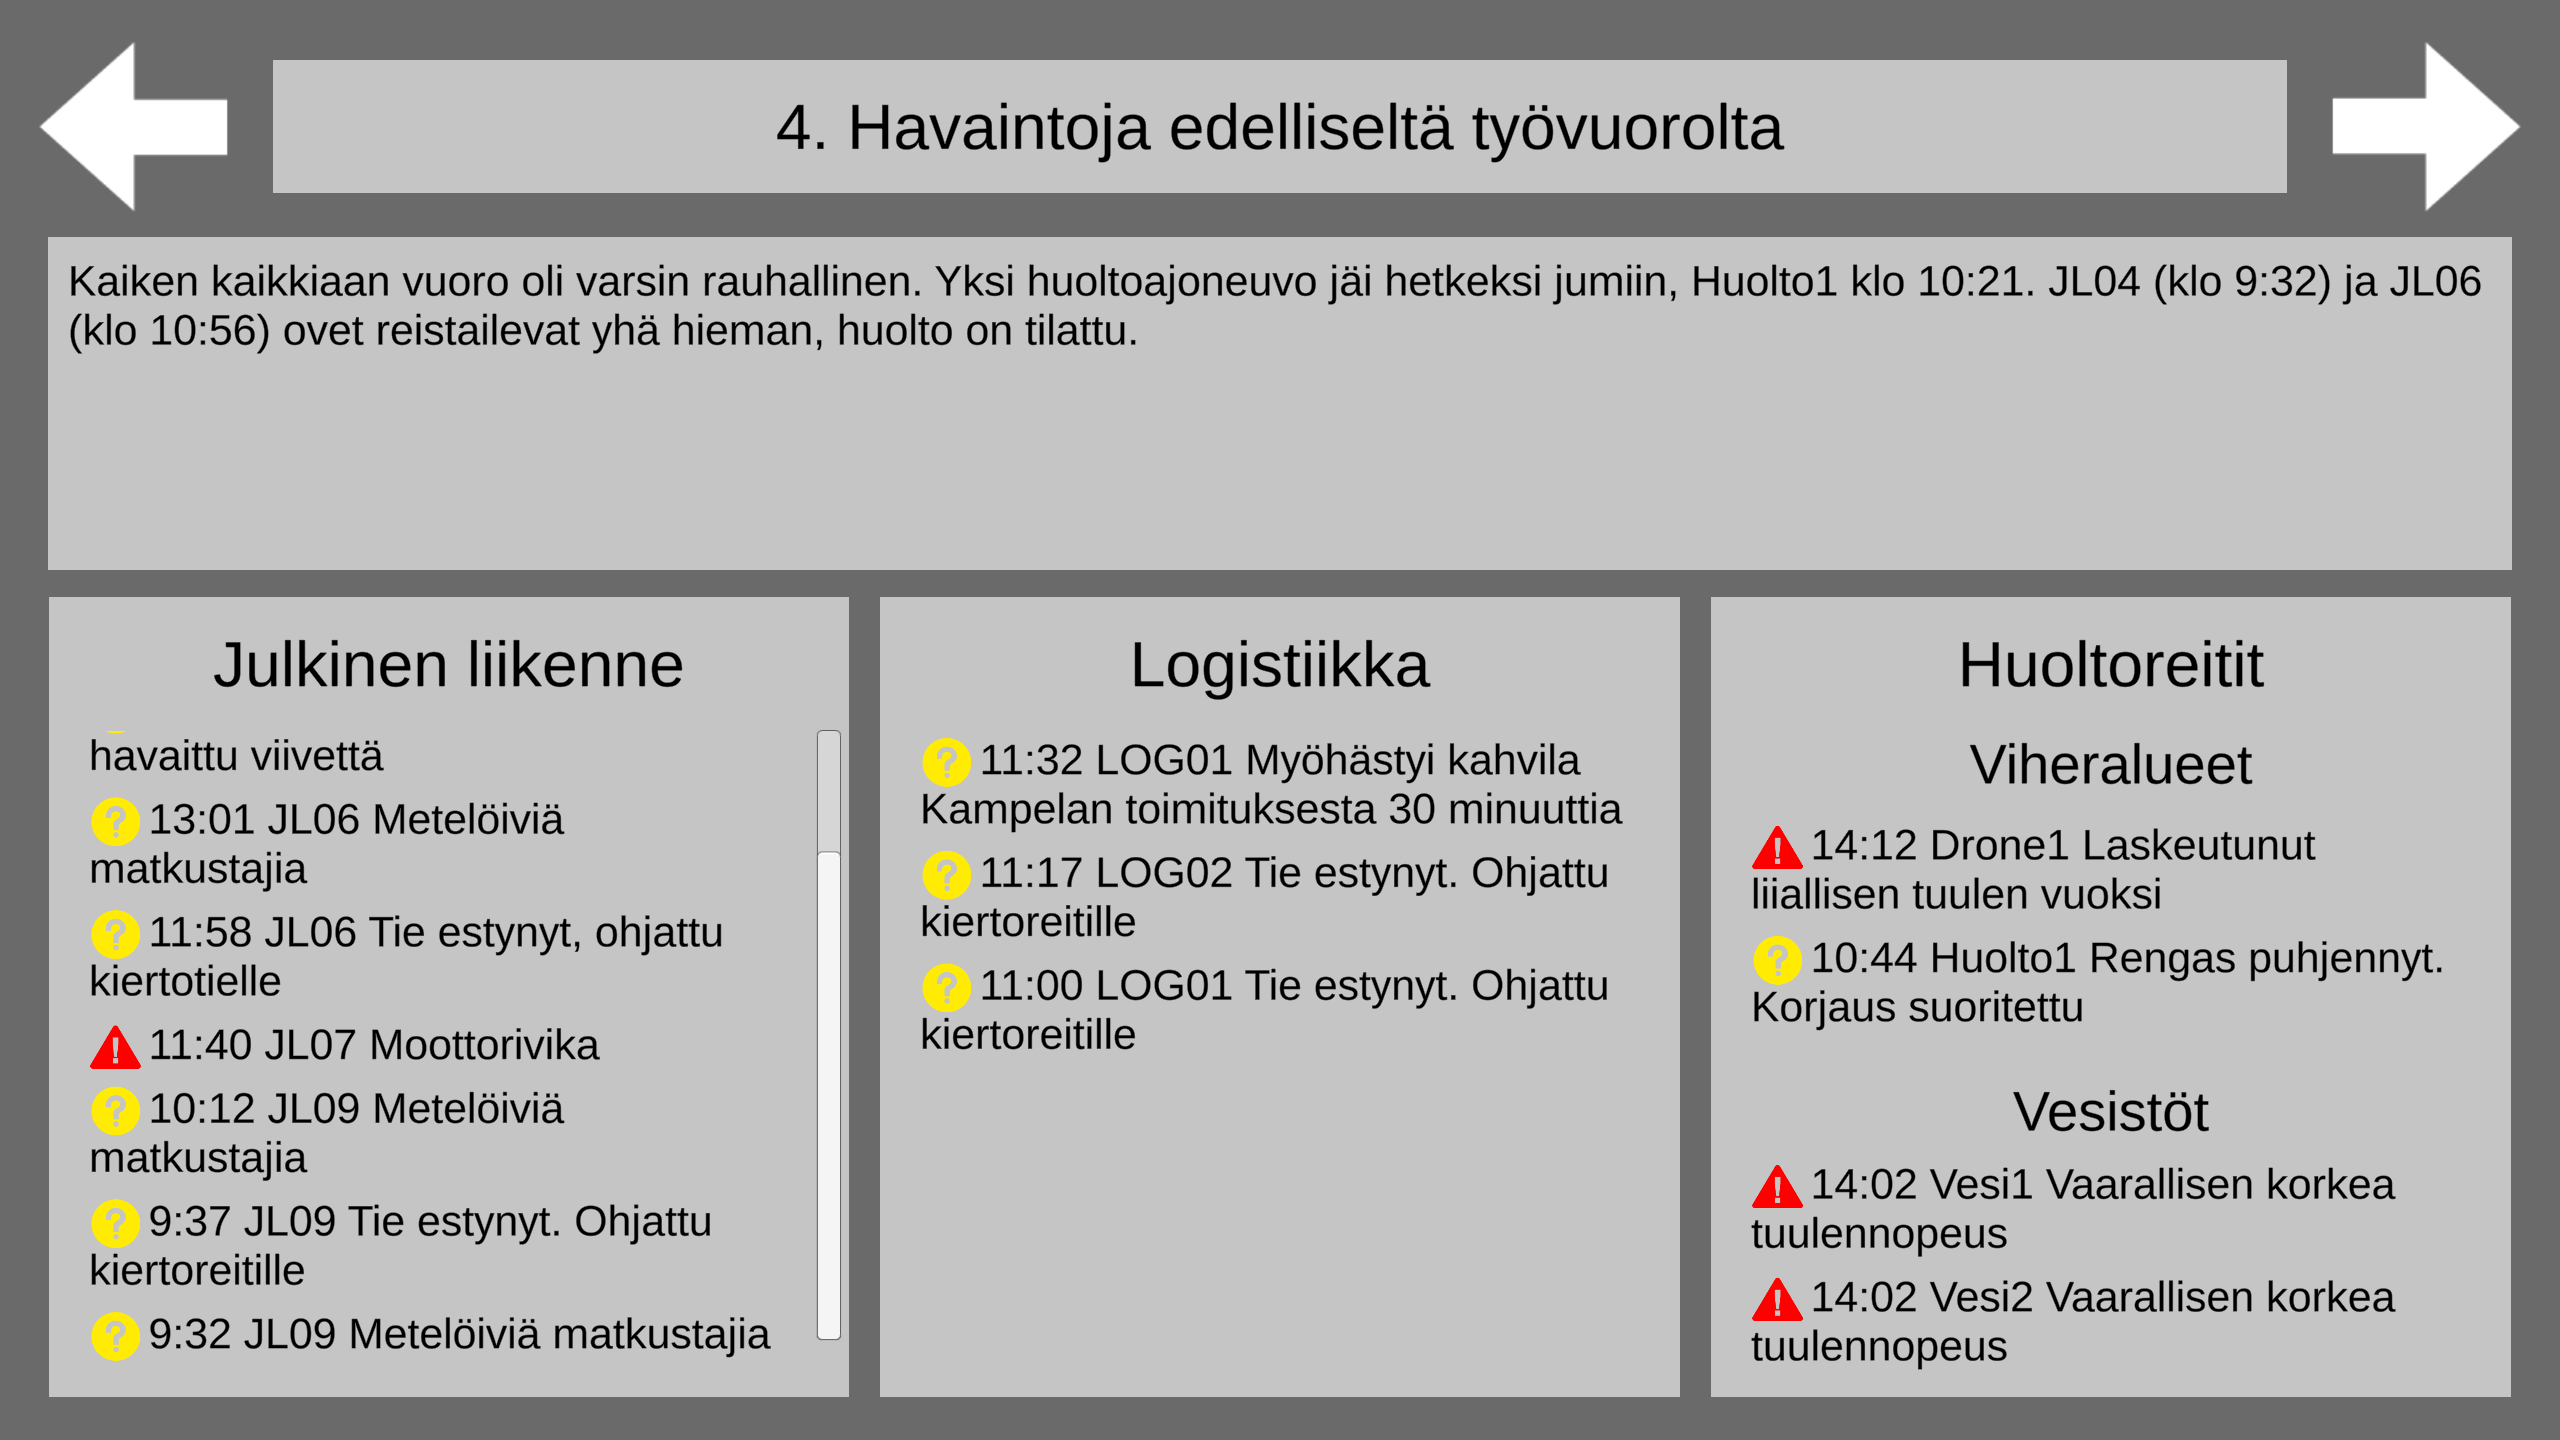 4. Havaintoja edelliseltä työvuorolta
Kaiken kaikkiaan vuoro oli varsin rauhallinen. Yksi huoltoajoneuvo jäi hetkeksi jumiin, Huolto1 klo 10:21. JL04 (klo 9:32) ja JL06
(klo 10:56) ovet reistailevat yhä hieman, huolto on tilattu.
Julkinen liikenne
havaittu viivettä
13:01 JL06 Metelöiviä
matkustajia
11:58 JL06 Tie estynyt, ohjattu
kiertotielle
11:40 JL07 Moottorivika
10:12 JL09 Metelöiviä
matkustajia
9:37 JL09 Tie estynyt. Ohjattu
kiertoreitille
9:32 JL09 Metelöiviä matkustajia
Logistiikka
11:32 LOG01 Myöhästyi kahvila
Kampelan toimituksesta 30 minuuttia
11:17 LOG02 Tie estynyt. Ohjattu
kiertoreitille
11:00 LOG01 Tie estynyt. Ohjattu
kiertoreitille
Huoltoreitit
Viheralueet
14:12 Drone1 Laskeutunut
liiallisen tuulen vuoksi
10:44 Huolto1 Rengas puhjennyt.
Korjaus suoritettu
Vesistöt
14:02 Vesi1 Vaarallisen korkea
tuulennopeus
14:02 Vesi2 Vaarallisen korkea
tuulennopeus